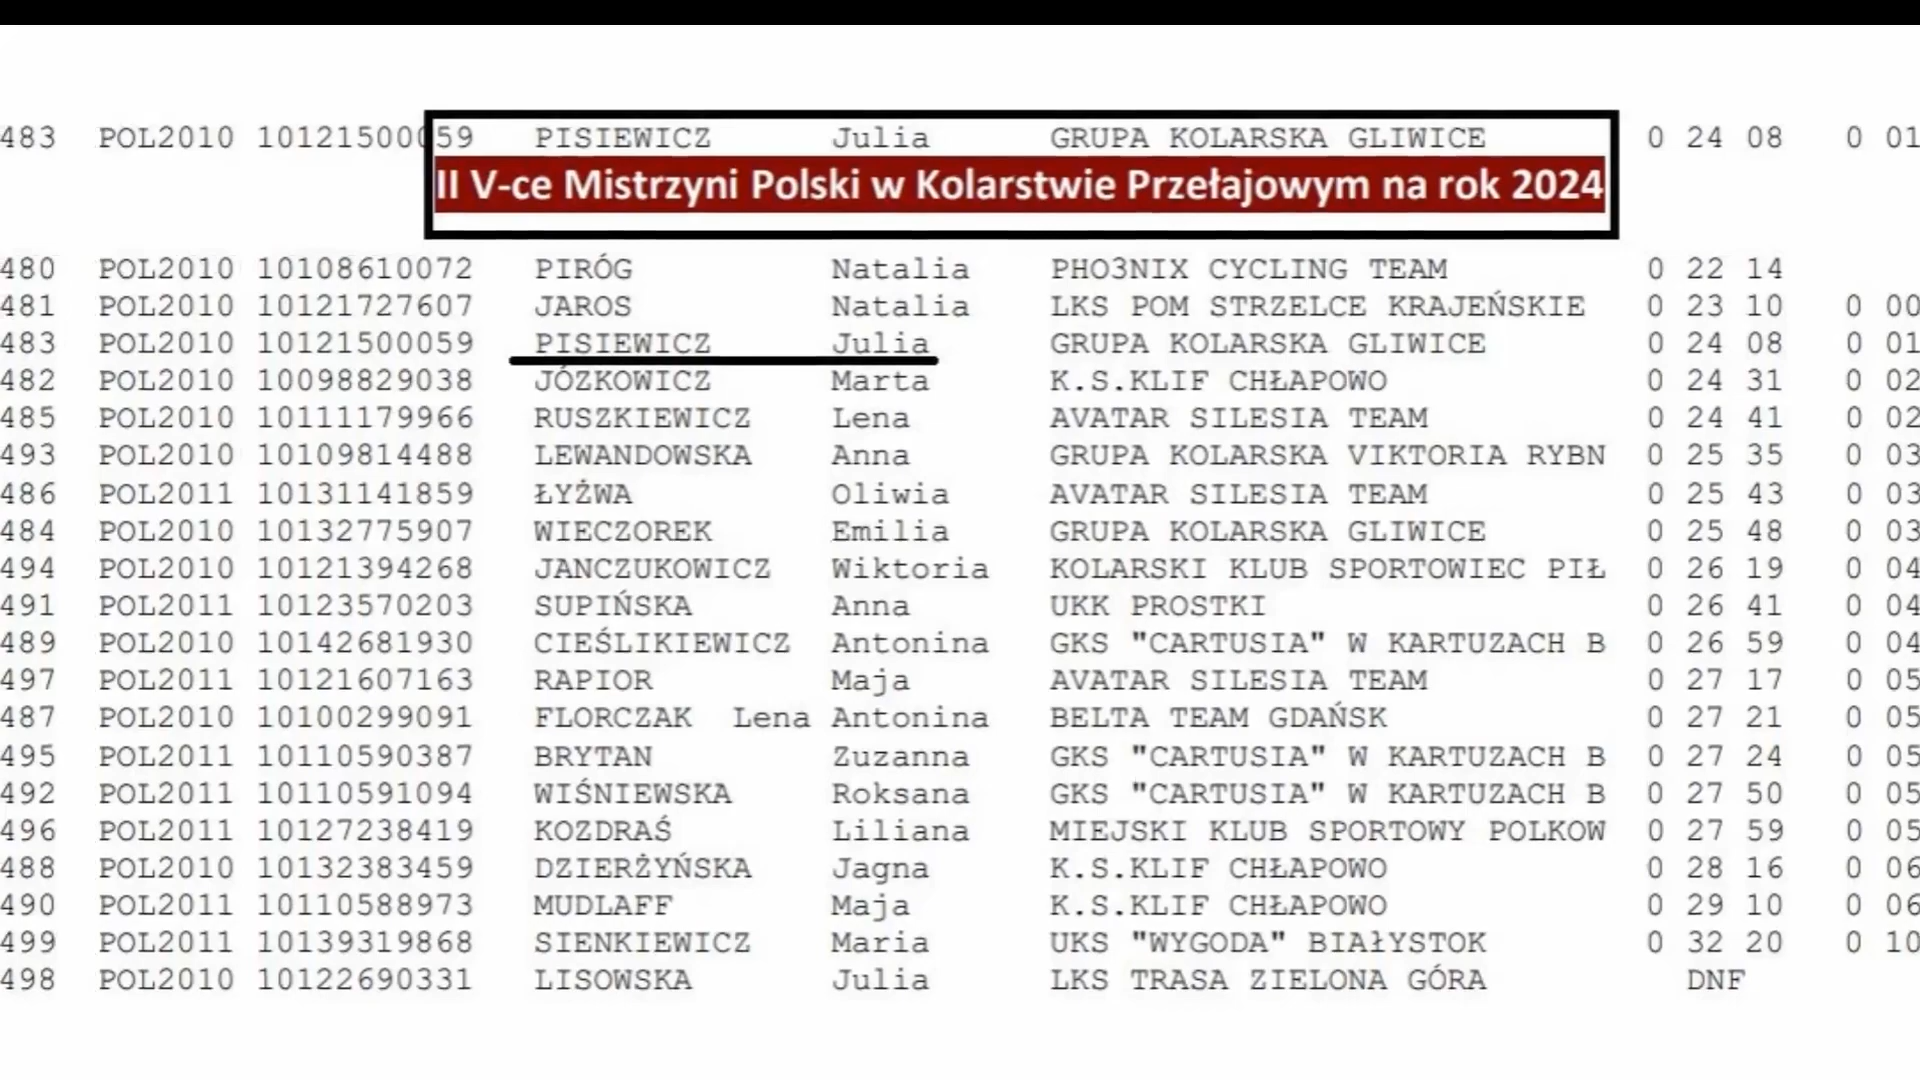 483 POL2010 10121500059 PISIEWICZ Julia GRUPA KOLARSKA GLIWICE 0 24 08 0 01
II V-ce Mistrzyni Polski w Kolarstwie Przełajowym na rok 2024
480 POL2010 10108610072 PIRÓG Natalia PHO3NIX CYCLING TEAM 0 22 14
481 POL2010 10121727607 JAROS Natalia LKS POM STRZELCE KRAJEŃSKIE 0 23 10 0 00
483 POL2010 10121500059 PISIEWICZ Julia GRUPA KOLARSKA GLIWICE 0 24 08 0 01
482 POL2010 10098829038 JÓZKOWICZ Marta K.S.KLIF CHŁAPOWO 0 24 31 0 02
485 POL2010 10111179966 RUSZKIEWICZ Lena AVATAR SILESIA TEAM 0 24 41 0 02
493 POL2010 10109814488 LEWANDOWSKA Anna GRUPA KOLARSKA VIKTORIA RYBN 0 25 35 0 03
486 POL2011 10131141859 ŁYŻWA Oliwia AVATAR SILESIA TEAM 0 25 43 0 03
484 POL2010 10132775907 WIECZOREK Emilia GRUPA KOLARSKA GLIWICE 0 25 48 0 03
494 POL2010 10121394268 JANCZUKOWICZ Wiktoria KOLARSKI KLUB SPORTOWIEC PIŁ 0 26 19 0 04
491 POL2011 10123570203 SUPIŃSKA Anna UKK PROSTKI 0 26 41 0 04
489 POL2010 10142681930 CIEŚLIKIEWICZ Antonina GKS "CARTUSIA" W KARTUZACH B 0 26 59 0 04
497 POL2011 10121607163 RAPIOR Maja AVATAR SILESIA TEAM 0 27 17 0 05
487 POL2010 10100299091 FLORCZAK Lena Antonina BELTA TEAM GDAŃSK 0 27 21 0 05
495 POL2011 10110590387 BRYTAN Zuzanna GKS "CARTUSIA" W KARTUZACH B 0 27 24 0 05
492 POL2011 10110591094 WIŚNIEWSKA Roksana GKS "CARTUSIA" W KARTUZACH B 0 27 50 0 05
496 POL2011 10127238419 KOZDRAŚ Liliana MIEJSKI KLUB SPORTOWY POLKOW 0 27 59 0 05
488 POL2010 10132383459 DZIERŻYŃSKA Jagna K.S.KLIF CHŁAPOWO 0 28 16 0 06
490 POL2011 10110588973 MUDLAFF Maja K.S.KLIF CHŁAPOWO 0 29 10 0 06
499 POL2011 10139319868 SIENKIEWICZ Maria UKS "WYGODA" BIAŁYSTOK 0 32 20 0 10
498 POL2010 10122690331 LISOWSKA Julia LKS TRASA ZIELONA GÓRA DNF